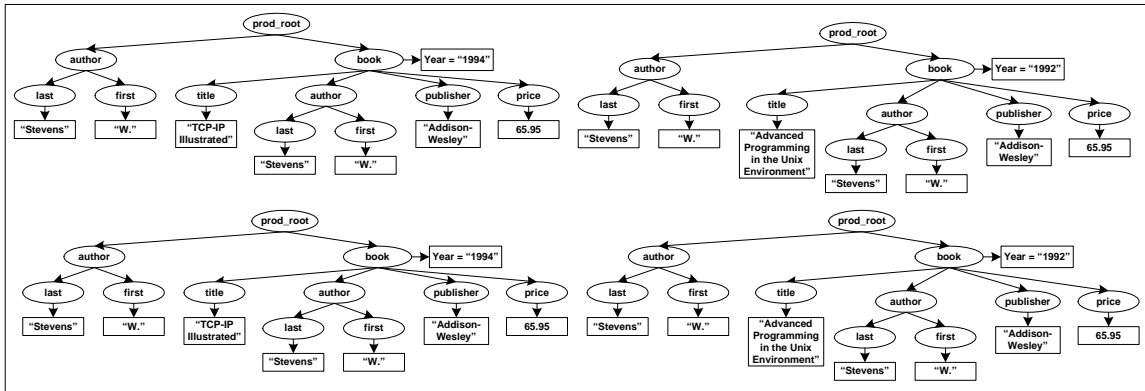 prod_root
author
book
Year = "1994"
last
first
title
author
publisher
price
"Stevens"
"W."
"TCP-IP
Illustrated"
last
first
"Addison-
Wesley"
65.95
"Stevens"
"W."
prod_root
author
book
Year = "1992"
last
first
title
author
publisher
price
"Stevens"
"W."
"Advanced
Programming
in the Unix
Environment"
last
first
"Addison-
Wesley"
65.95
"Stevens"
"W."
prod_root
author
book
Year = "1994"
last
first
title
author
publisher
price
"Stevens"
"W."
"TCP-IP
Illustrated"
last
first
"Addison-
Wesley"
65.95
"Stevens"
"W."
prod_root
author
book
Year = "1992"
last
first
title
author
publisher
price
"Stevens"
"W."
"Advanced
Programming
in the Unix
Environment"
last
first
"Addison-
Wesley"
65.95
"Stevens"
"W."